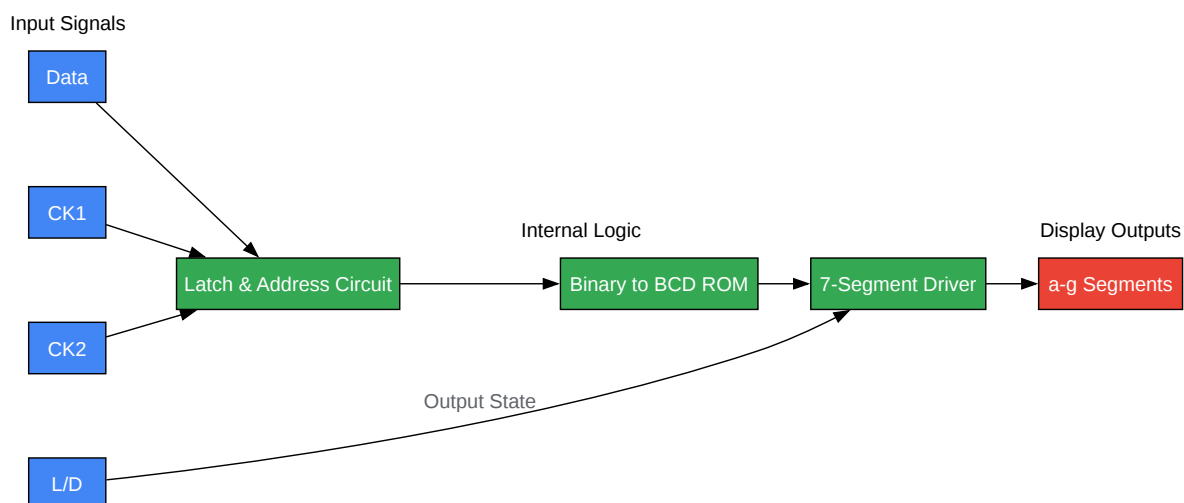 Input Signals
Data
CK1
CK2
L/D
Latch & Address Circuit
Internal Logic
Binary to BCD ROM
7-Segment Driver
Output State
Display Outputs
a-g Segments